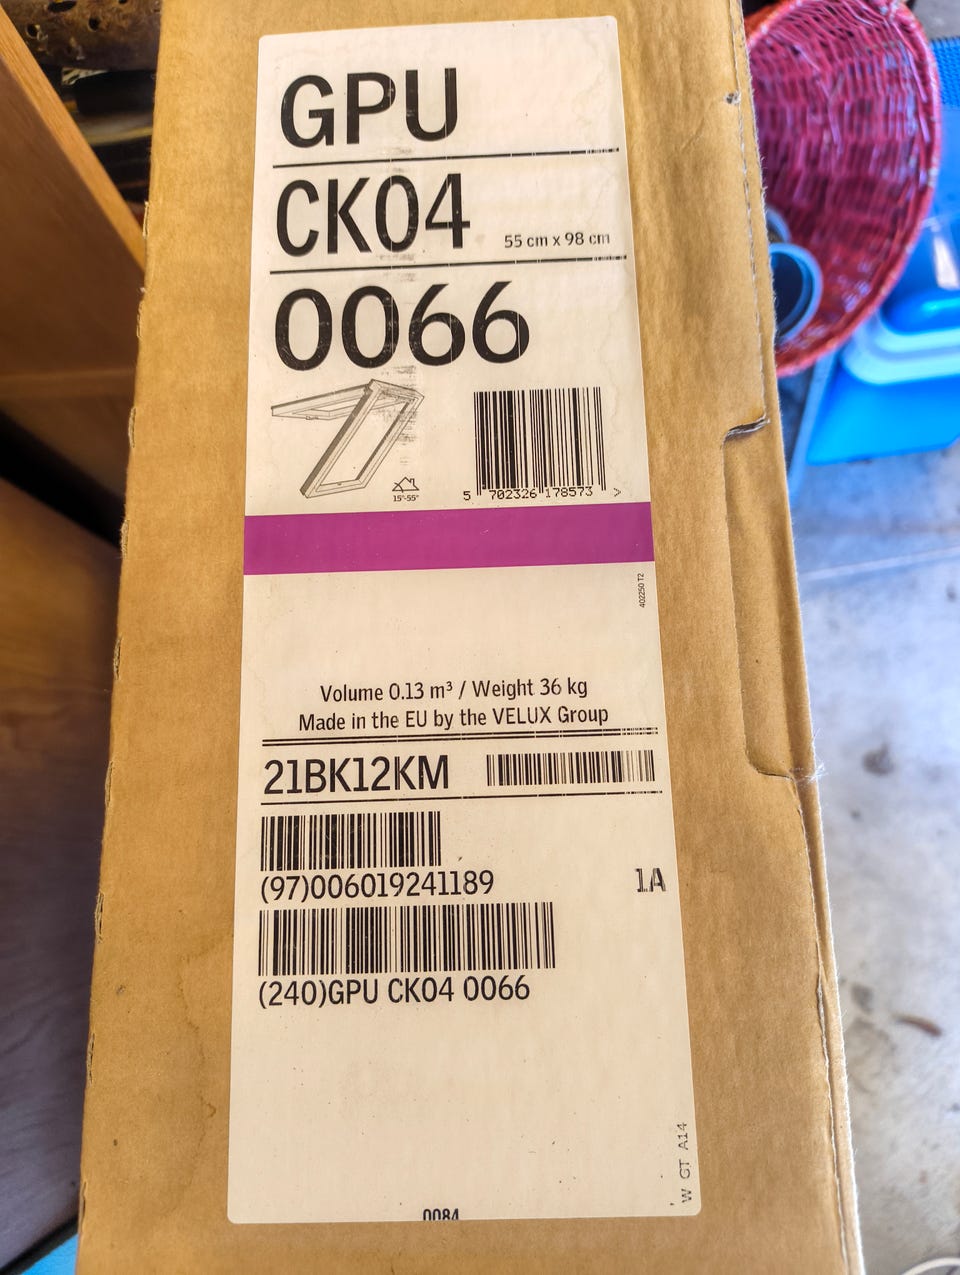 GPU
CK04
55 cm x 98 cm
0066
15°-55°
5 702326 178573 >
402250 T2
Volume 0.13 m³ / Weight 36 kg
Made in the EU by the VELUX Group
21BK12KM
(97)006019241189
1A
(240)GPU CK04 0066
W GT A14
0084